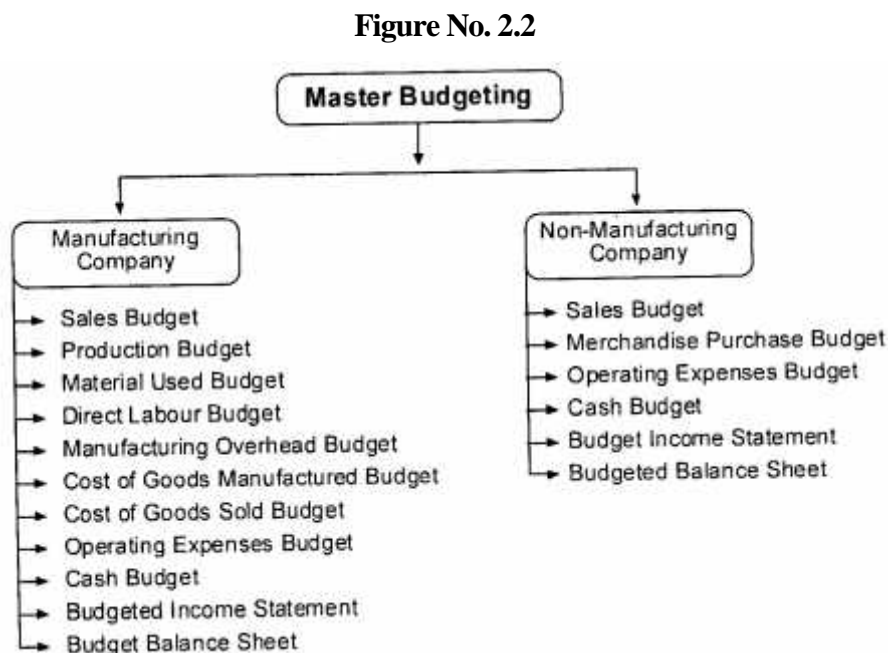 Figure No. 2.2
Master Budgeting
Manufacturing
Company
Sales Budget
Production Budget
Material Used Budget
Direct Labour Budget
Manufacturing Overhead Budget
Cost of Goods Manufactured Budget
Cost of Goods Sold Budget
Operating Expenses Budget
Cash Budget
Budgeted Income Statement
Budget Balance Sheet
Non-Manufacturing
Company
Sales Budget
Merchandise Purchase Budget
Operating Expenses Budget
Cash Budget
Budget Income Statement
Budgeted Balance Sheet